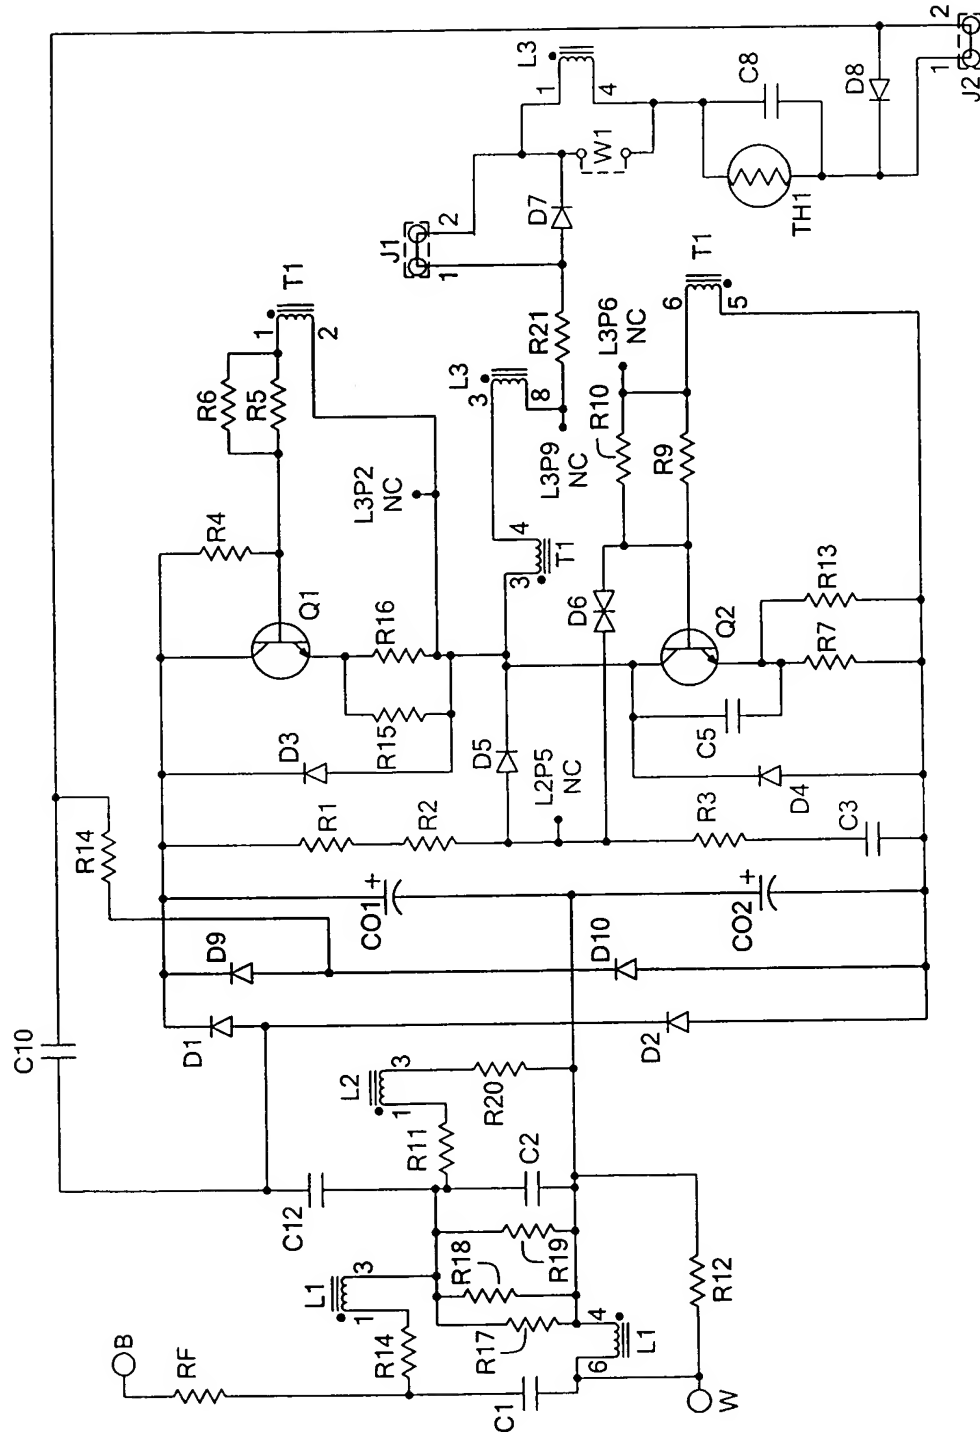 C10
2
1
J2
D8
L3
1
4
C8
W1
TH1
J1
2
1
D7
R21
T1
1
2
R6
R5
R4
L3P2
NC
L3
3
8
L3P9
NC
L3P6
NC
R10
R9
T1
6
5
4
3
T1
Q1
R16
R15
D3
D5
L2P5
NC
D6
Q2
R13
R7
C5
D4
R1
R2
R3
C3
R14
CO1
+
CO2
+
D9
D10
D1
D2
L2
1
3
R20
R11
C2
C12
L1
1
3
R18
R19
R17
R14
R12
4
6
L1
B
RF
C1
W